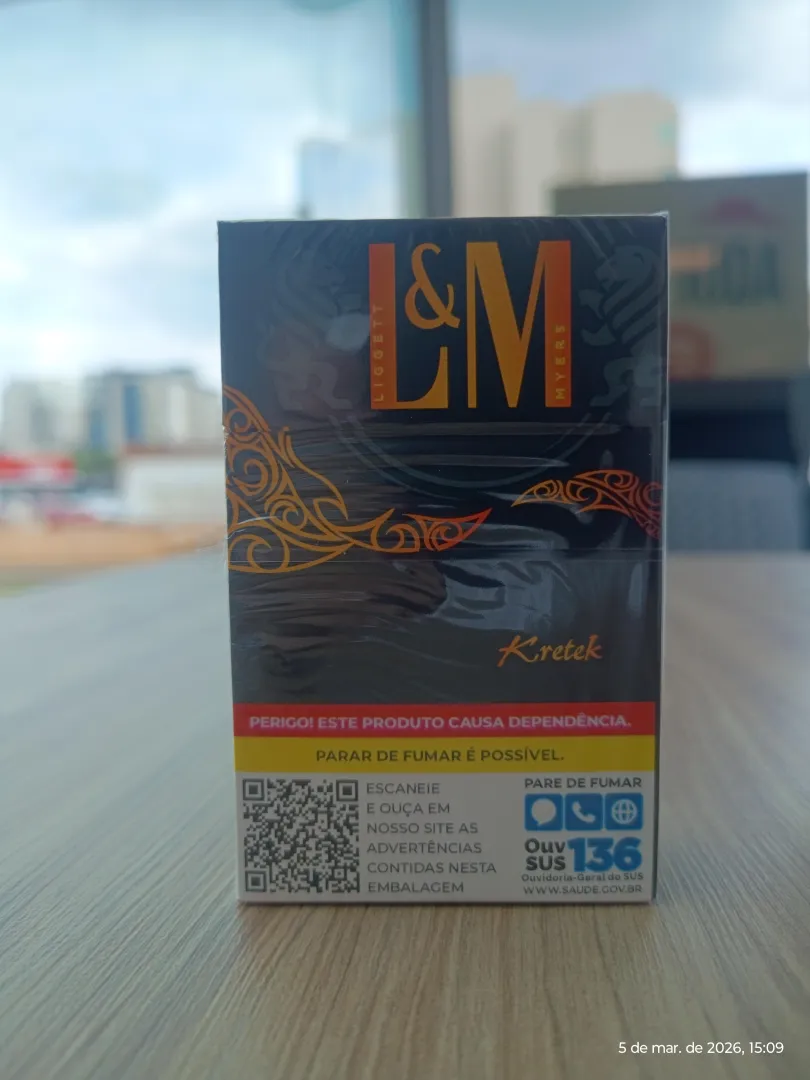 L&M
LIGGETT
MYERS
Kretek
PERIGO! ESTE PRODUTO CAUSA DEPENDÊNCIA.
PARAR DE FUMAR É POSSÍVEL.
ESCANEIE
E OUÇA EM
NOSSO SITE AS
ADVERTÊNCIAS
CONTIDAS NESTA
EMBALAGEM
PARE DE FUMAR
Ouv
SUS 136
Ouvidoria-Geral do SUS
WWW.SAUDE.GOV.BR
5 de mar. de 2026, 15:09